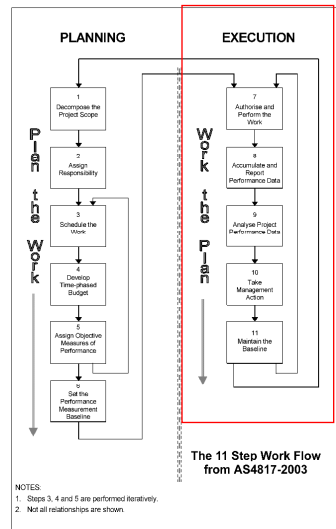 PLANNING
EXECUTION
Plan the Work
1
Decompose the
Project Scope
2
Assign
Responsibility
3
Schedule the
Work
4
Develop
Time-phased
Budget
5
Assign Objective
Measures of
Performance
6
Set the
Performance
Measurement
Baseline
Work the Plan
7
Authorise and
Perform the
Work
8
Accumulate and
Report
Performance Data
9
Analyse Project
Performance Data
10
Take
Management
Action
11
Maintain the
Baseline
The 11 Step Work Flow
from AS4817-2003
NOTES:
1. Steps 3, 4 and 5 are performed iteratively.
2. Not all relationships are shown.